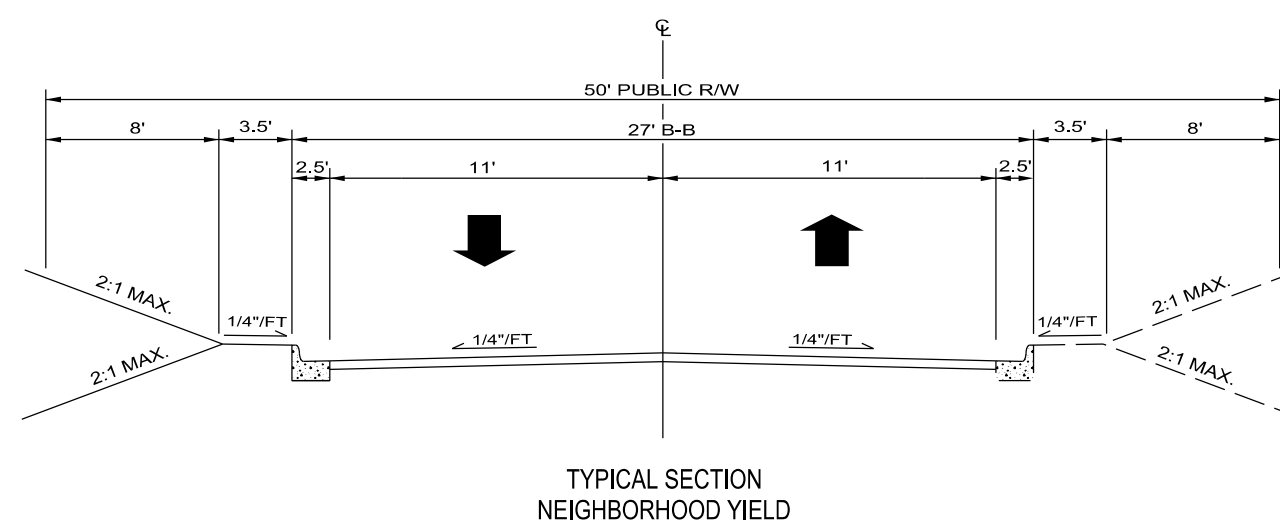 ℄
50' PUBLIC R/W
8' 3.5' 27' B-B 3.5' 8'
2.5' 11' 11' 2.5'
2:1 MAX. 2:1 MAX.
1/4"/FT 1/4"/FT 1/4"/FT 1/4"/FT
2:1 MAX. 2:1 MAX.
TYPICAL SECTION
NEIGHBORHOOD YIELD